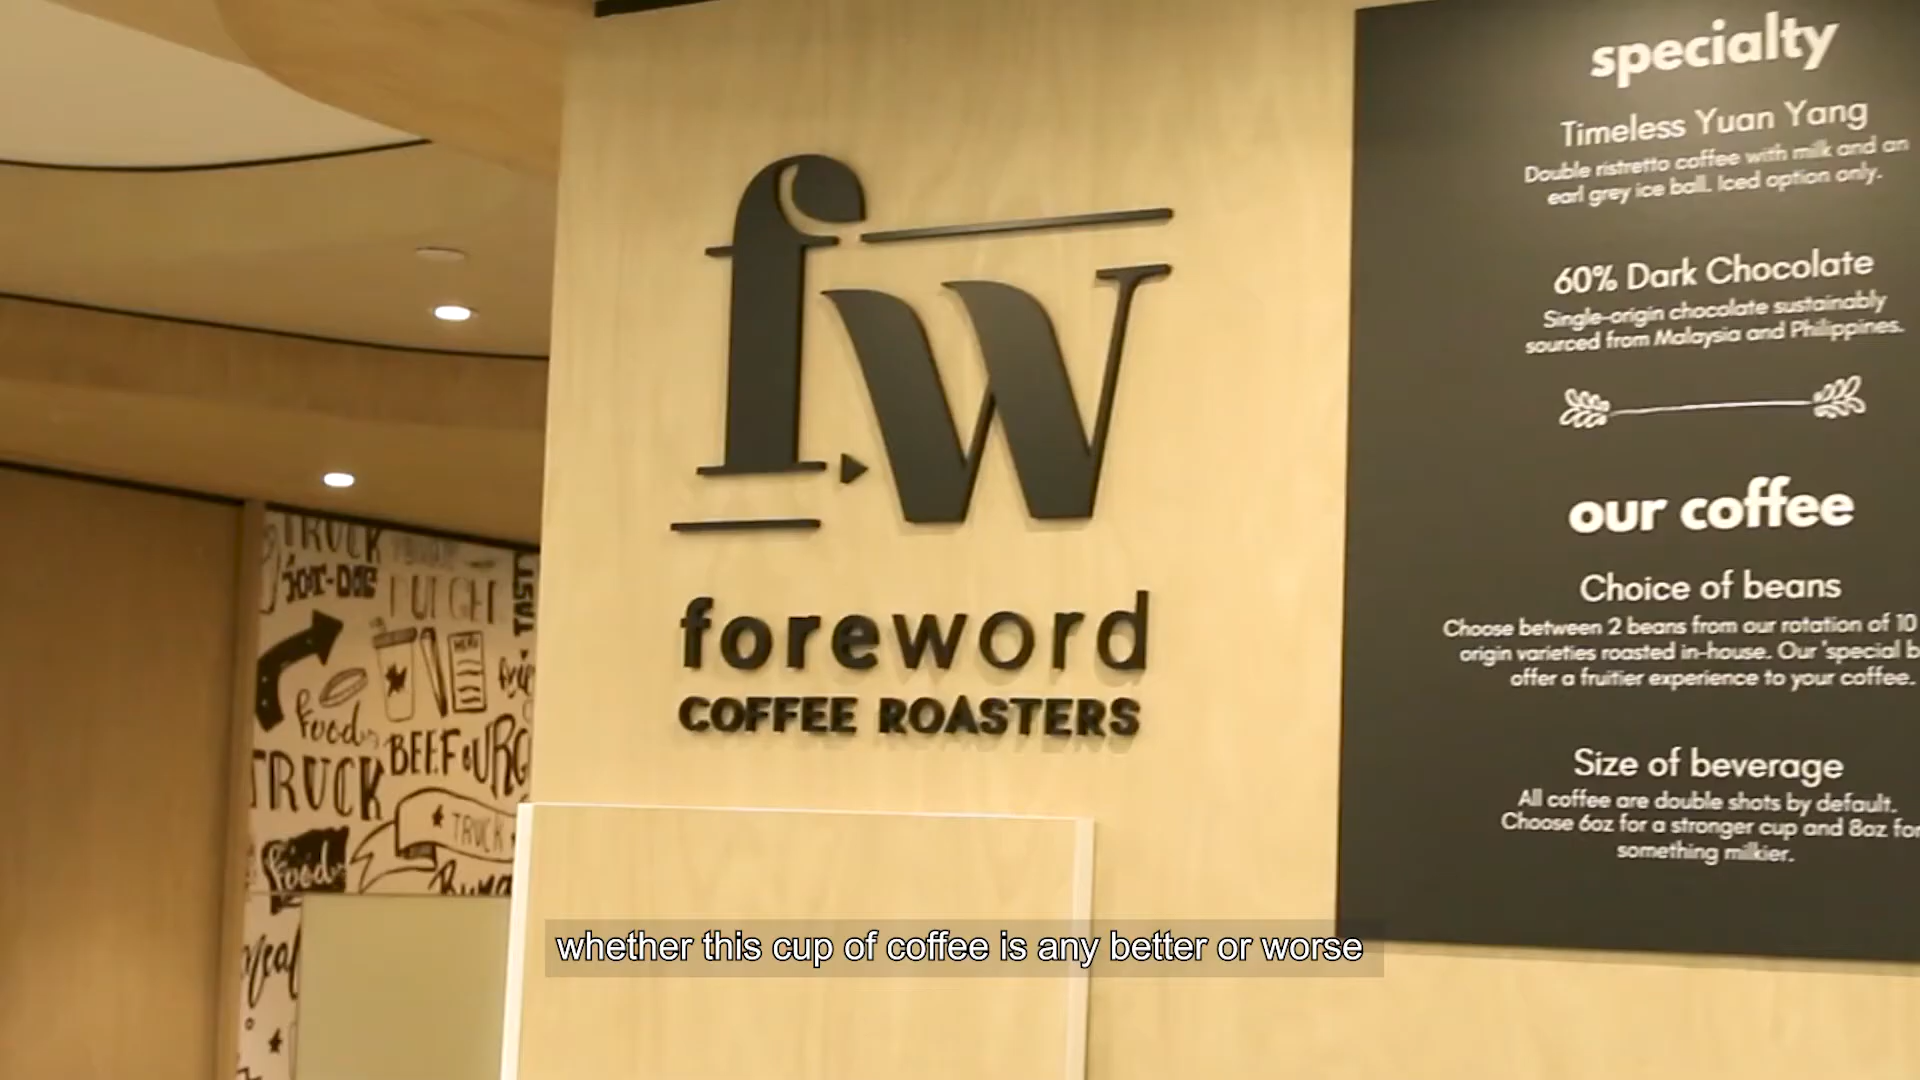 fw
foreword
COFFEE ROASTERS
specialty
Timeless Yuan Yang
Double ristretto coffee with milk and an
earl grey ice ball. Iced option only.
60% Dark Chocolate
Single-origin chocolate sustainably
sourced from Malaysia and Philippines.
our coffee
Choice of beans
Choose between 2 beans from our rotation of 10
origin varieties roasted in-house. Our 'special b
offer a fruitier experience to your coffee.
Size of beverage
All coffee are double shots by default.
Choose 6oz for a stronger cup and 8oz for
something milkier.
TRUCK
HOT-DOG
TASTY
MENU
food
BEEF BURG
TRUCK
TRUCK
food
whether this cup of coffee is any better or worse